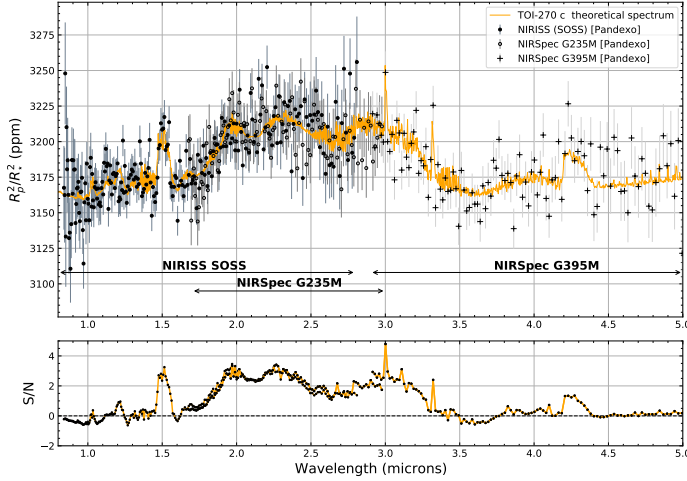 3275
3250
3225
3200
3175
3150
3125
3100
R_p^2/R_*^2 (ppm)
TOI-270 c theoretical spectrum
NIRISS (SOSS) [Pandexo]
NIRSpec G235M [Pandexo]
NIRSpec G395M [Pandexo]
NIRISS SOSS
NIRSpec G395M
NIRSpec G235M
1.0 1.5 2.0 2.5 3.0 3.5 4.0 4.5 5.0
4
2
0
−2
S/N
1.0 1.5 2.0 2.5 3.0 3.5 4.0 4.5 5.0
Wavelength (microns)